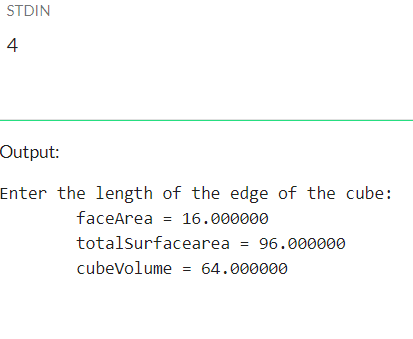 STDIN
4
Output:
Enter the length of the edge of the cube:
faceArea = 16.000000
totalSurfacearea = 96.000000
cubeVolume = 64.000000